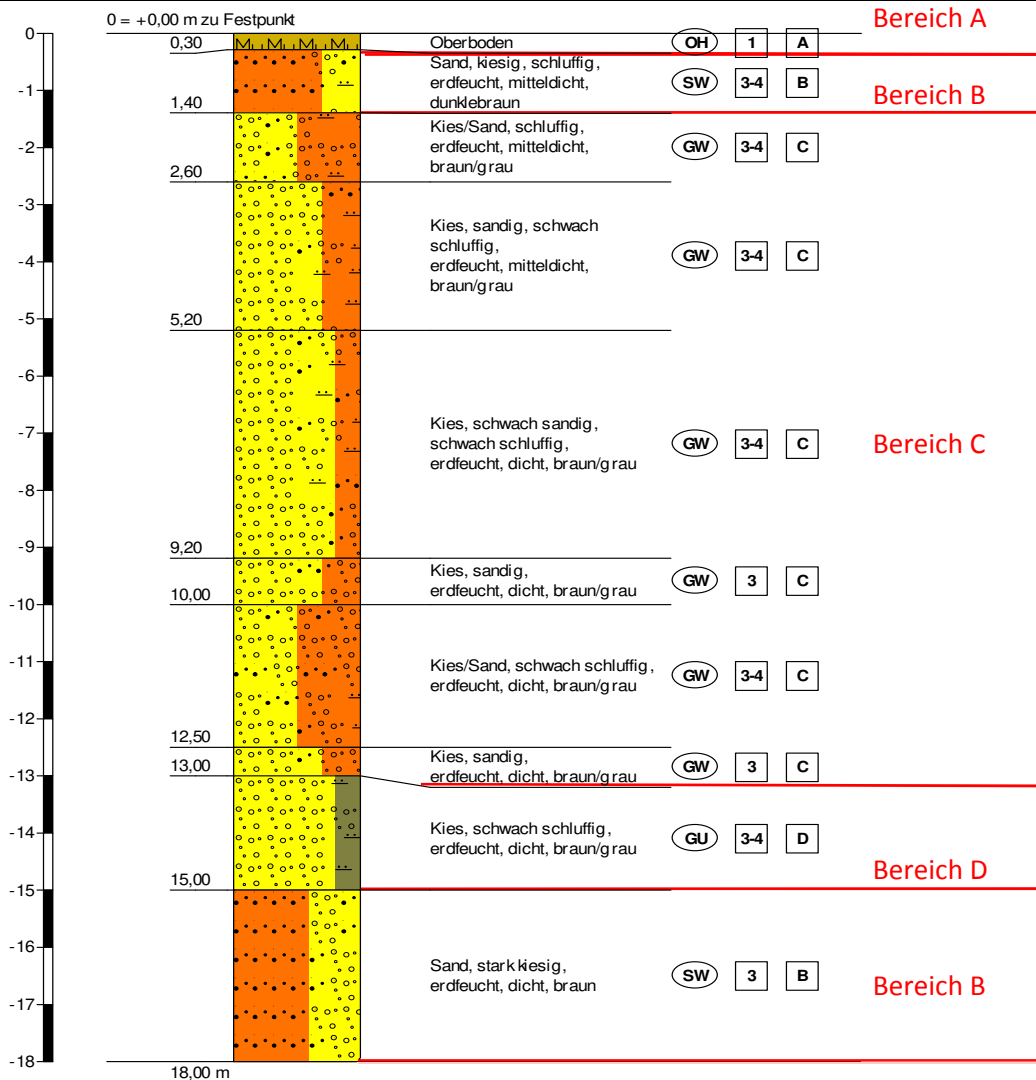 0 = +0,00 m zu Festpunkt
Bereich A
0
0,30
Oberboden
OH 1 A
Sand, kiesig, schluffig,
erdfeucht, mitteldicht,
dunklebraun
SW 3-4 B
Bereich B
-1
1,40
Kies/Sand, schluffig,
erdfeucht, mitteldicht,
braun/grau
GW 3-4 C
-2
2,60
-3
Kies, sandig, schwach
schluffig,
erdfeucht, mitteldicht,
braun/grau
GW 3-4 C
-4
-5
5,20
-6
Kies, schwach sandig,
schwach schluffig,
erdfeucht, dicht, braun/grau
GW 3-4 C
Bereich C
-7
-8
-9
9,20
Kies, sandig,
erdfeucht, dicht, braun/grau
GW 3 C
10,00
-10
-11
Kies/Sand, schwach schluffig,
erdfeucht, dicht, braun/grau
GW 3-4 C
-12
12,50
Kies, sandig,
erdfeucht, dicht, braun/grau
GW 3 C
13,00
-13
-14
Kies, schwach schluffig,
erdfeucht, dicht, braun/grau
GU 3-4 D
Bereich D
15,00
-15
-16
Sand, stark kiesig,
erdfeucht, dicht, braun
SW 3 B
Bereich B
-17
-18
18,00 m